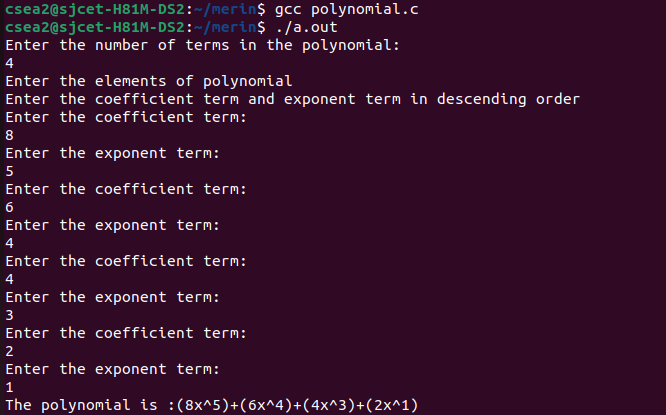 csea2@sjcet-H81M-DS2:~/merin$ gcc polynomial.c
csea2@sjcet-H81M-DS2:~/merin$ ./a.out
Enter the number of terms in the polynomial:
4
Enter the elements of polynomial
Enter the coefficient term and exponent term in descending order
Enter the coefficient term:
8
Enter the exponent term:
5
Enter the coefficient term:
6
Enter the exponent term:
4
Enter the coefficient term:
4
Enter the exponent term:
3
Enter the coefficient term:
2
Enter the exponent term:
1
The polynomial is :(8x^5)+(6x^4)+(4x^3)+(2x^1)